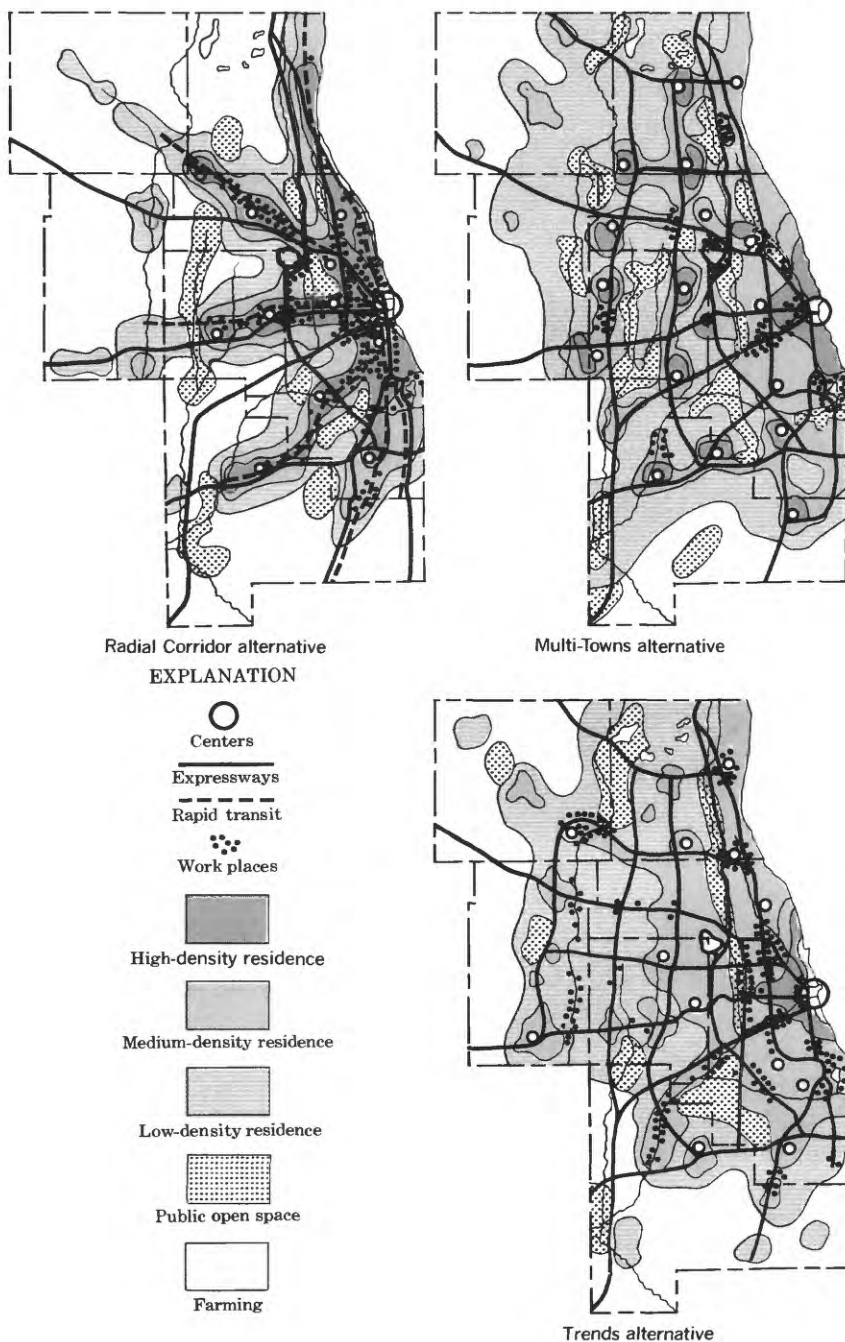 Radial Corridor alternative
Multi-Towns alternative
EXPLANATION
Centers
Expressways
Rapid transit
Work places
High-density residence
Medium-density residence
Low-density residence
Public open space
Farming
Trends alternative